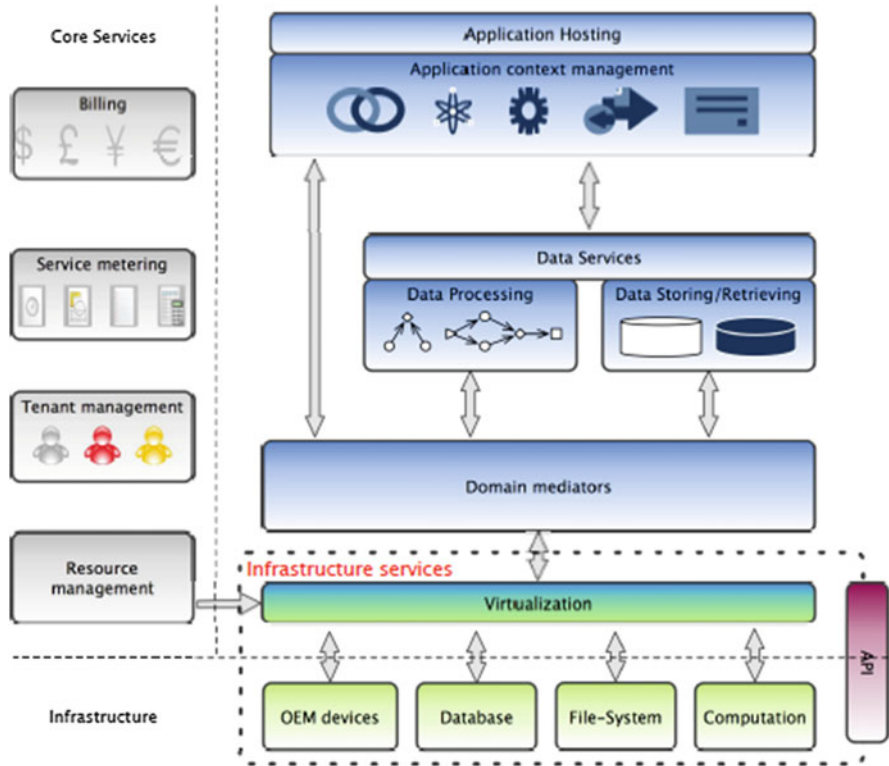 Core Services
Billing
$ £ ¥ €
Service metering
Tenant management
Resource
management
Infrastructure
Application Hosting
Application context management
Data Services
Data Processing
Data Storing/Retrieving
Domain mediators
Infrastructure services
Virtualization
API
OEM devices
Database
File-System
Computation